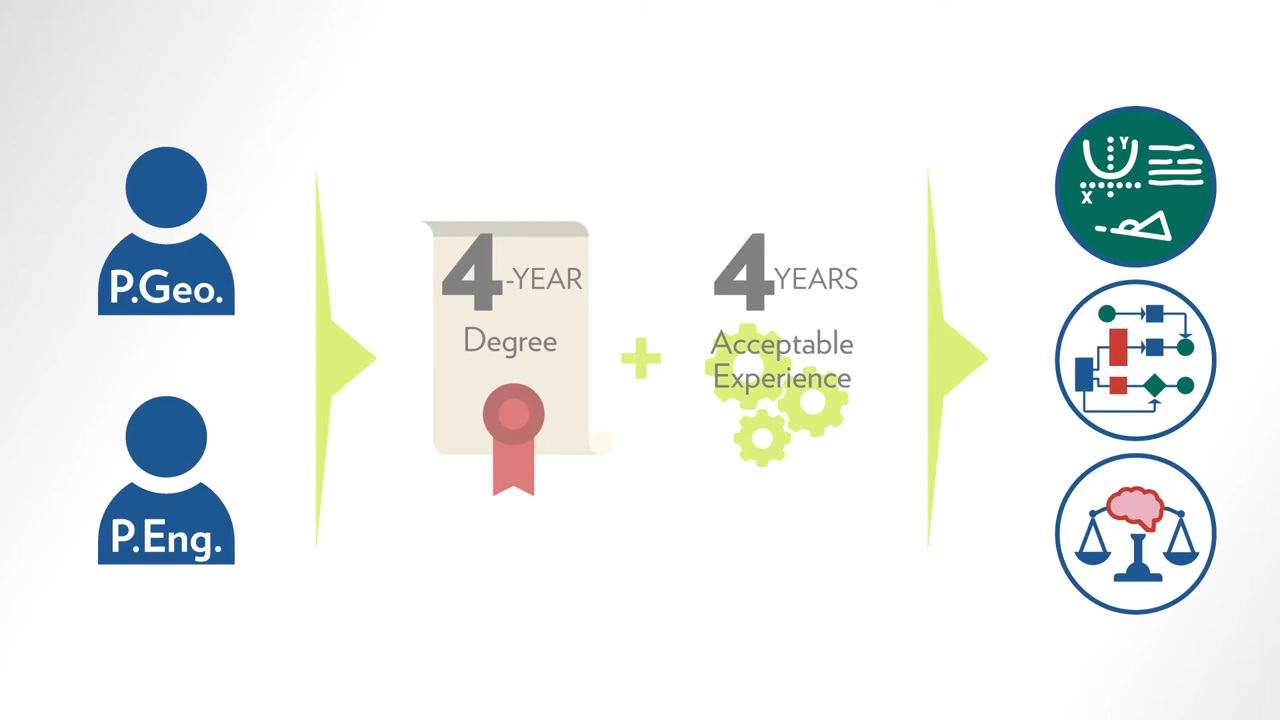 P.Geo.
P.Eng.
4-YEAR
Degree
+
4 YEARS
Acceptable
Experience
Y
X